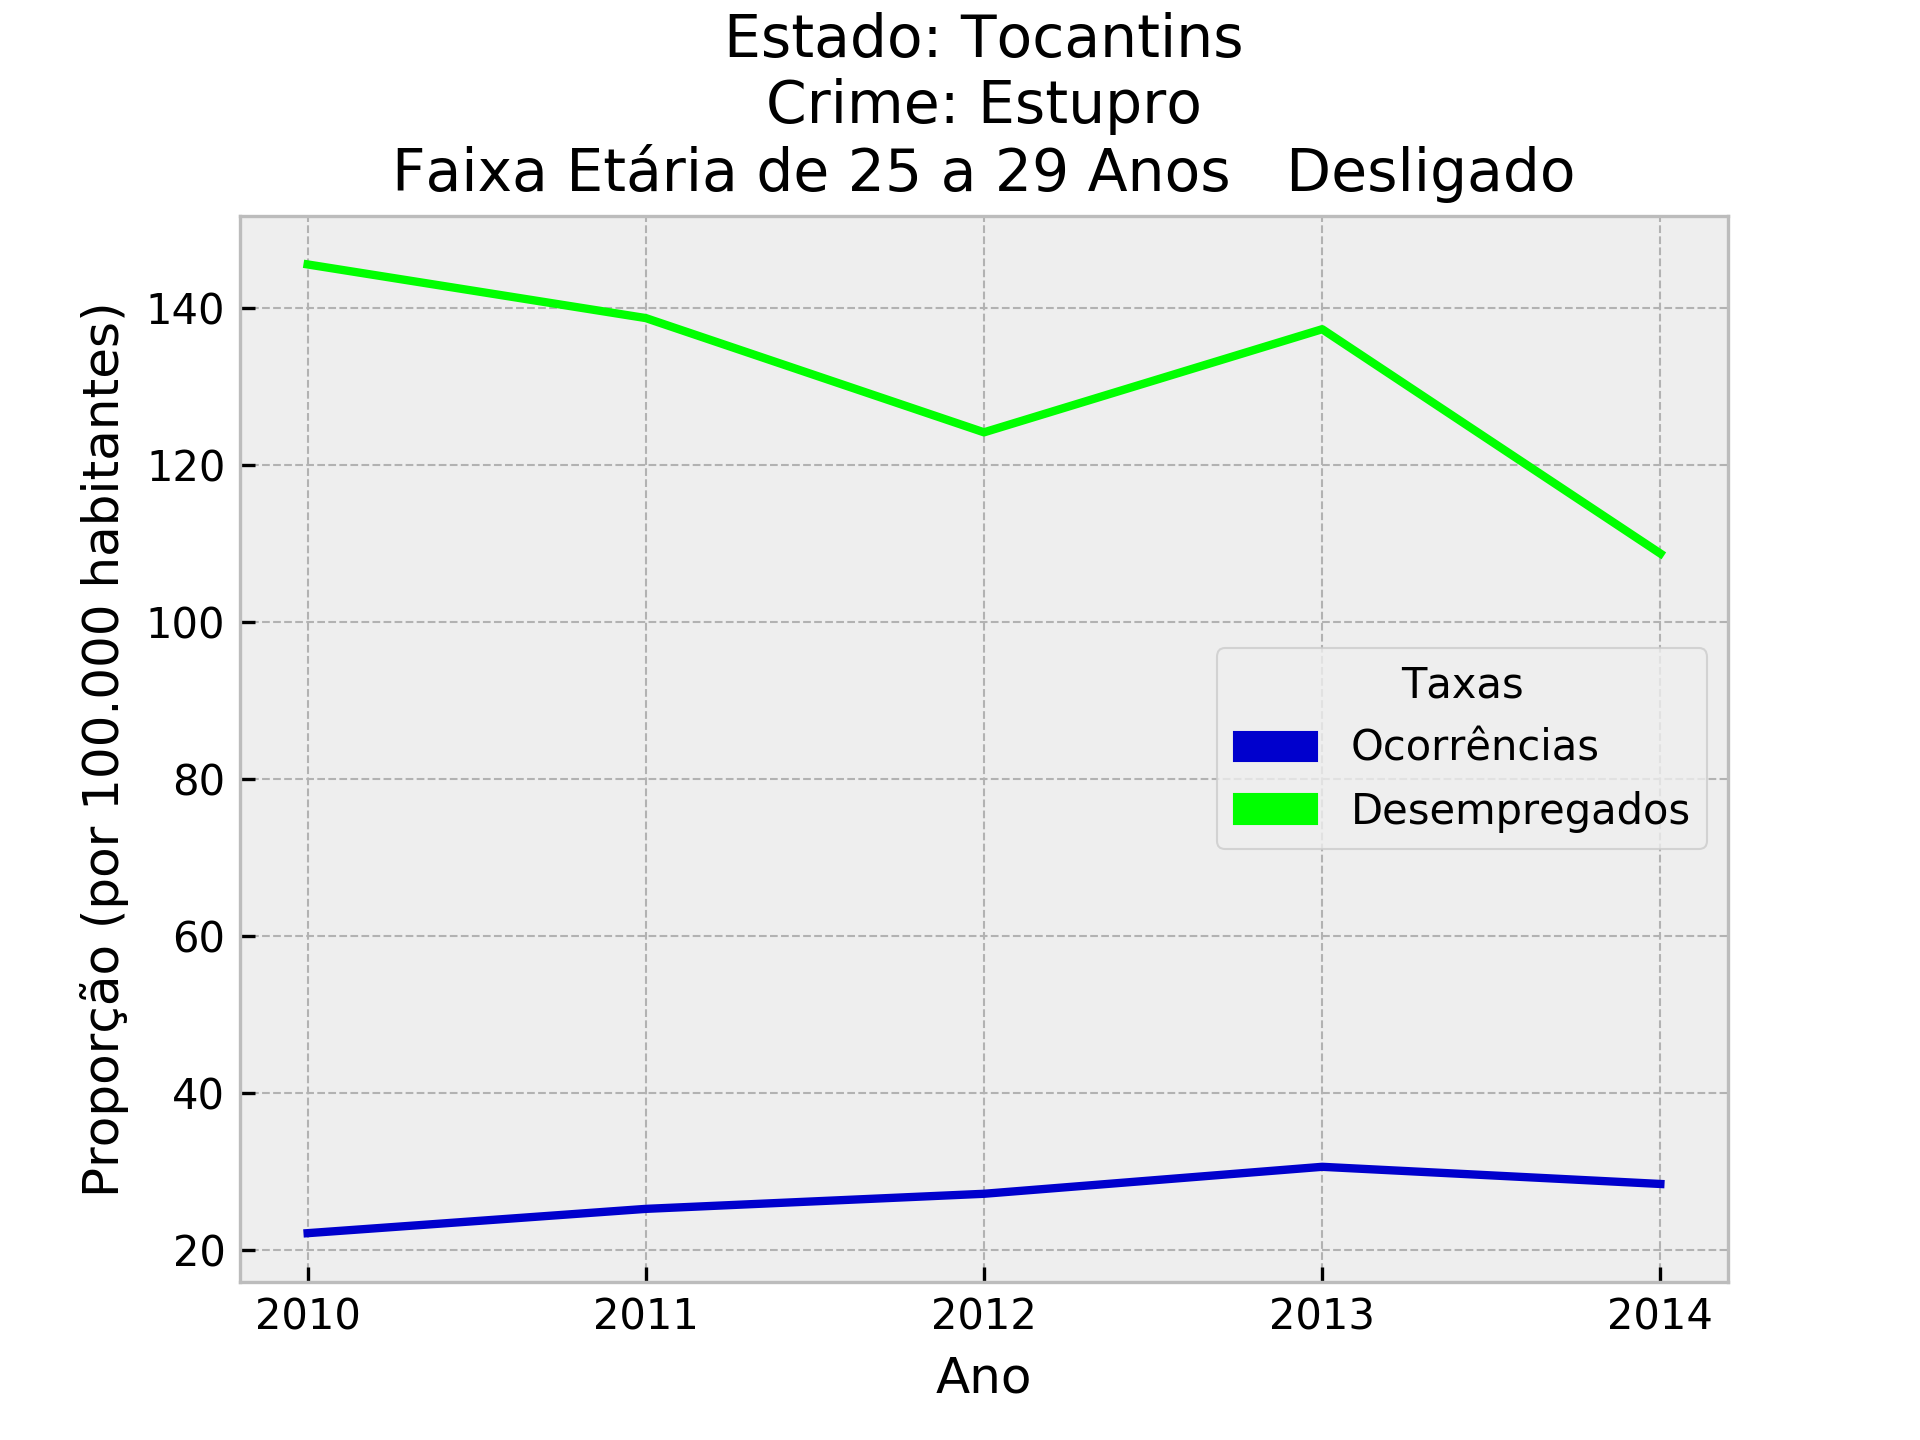 Estado: Tocantins
Crime: Estupro
Faixa Etária de 25 a 29 Anos   Desligado
Proporção (por 100.000 habitantes)
140
120
100
80
60
40
20
Taxas
Ocorrências
Desempregados
2010 2011 2012 2013 2014
Ano